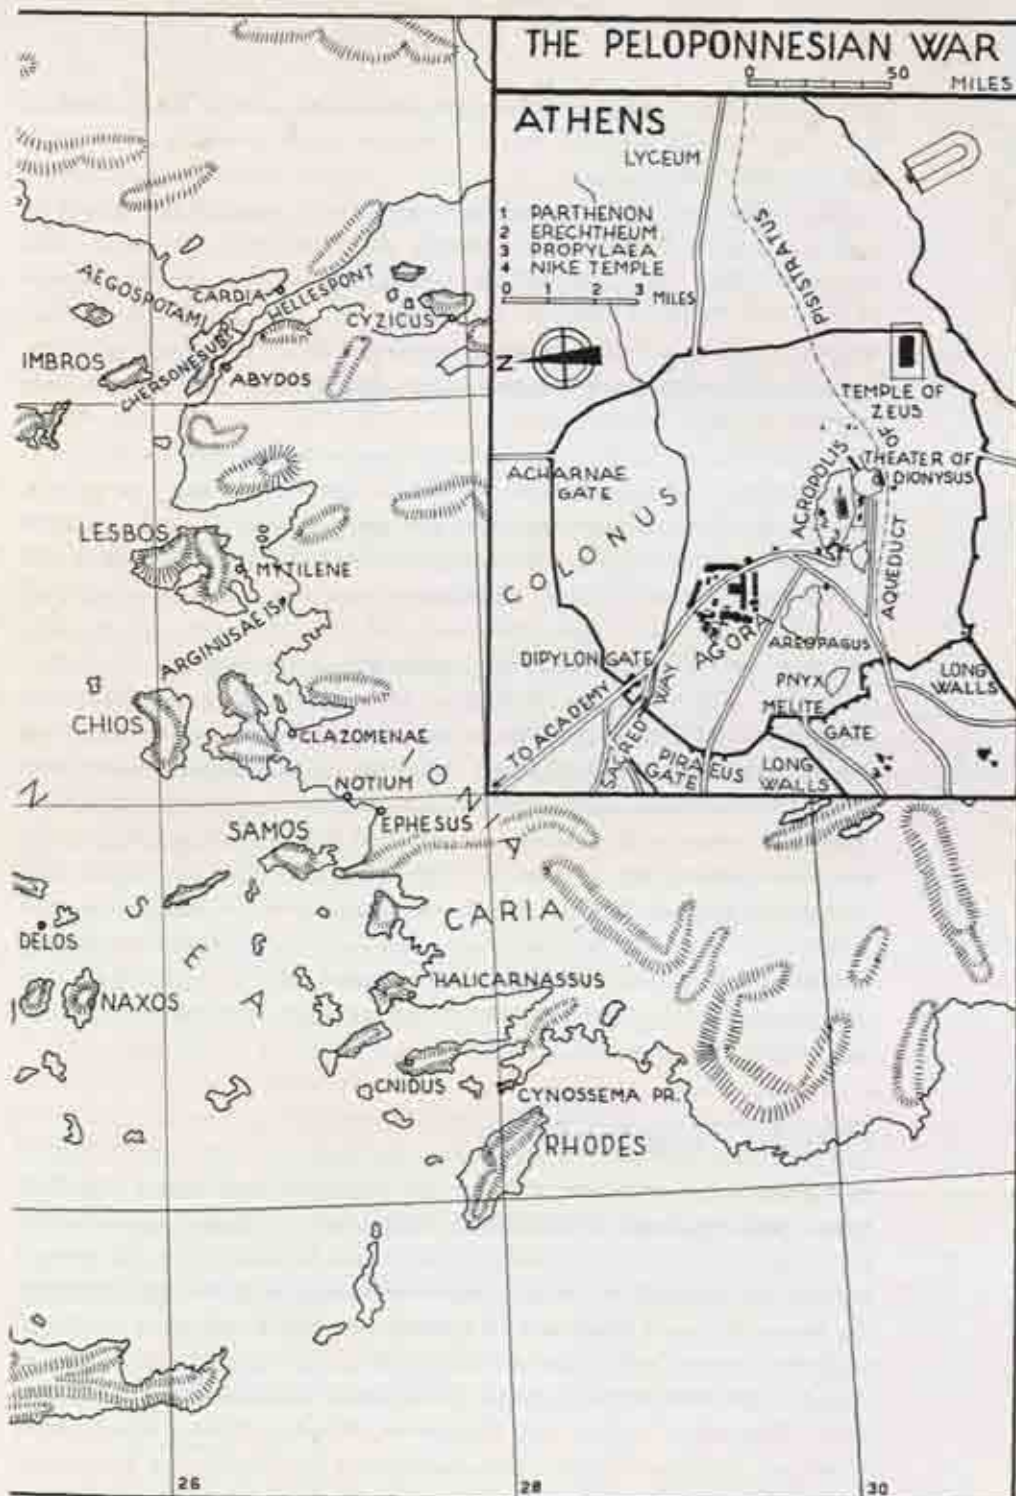 THE PELOPONNESIAN WAR
0 50
MILES
ATHENS
LYCEUM
1 PARTHENON
2 ERECHTHEUM
3 PROPYLAEA
4 NIKE TEMPLE
0 1 2 3 MILES
N
PISISTRATUS
OF
AQUEDUCT
TEMPLE OF
ZEUS
THEATER OF
DIONYSUS
ACROPOLIS
ACHARNAE
GATE
COLONUS
AGORA
AREOPAGUS
DIPYLON GATE
PNYX
MELITE
GATE
LONG
WALLS
TO ACADEMY
SACRED WAY
PIRAEUS
GATE
LONG
WALLS
AEGOSPOTAMI
CARDIA
HELLESPONT
CYZICUS
IMBROS
CHERSONESUS
ABYDOS
LESBOS
MYTILENE
ARGINUSAE IS.
CHIOS
CLAZOMENAE
NOTIUM
IONIA
EPHESUS
SAMOS
CARIA
DELOS
N SEA
HALICARNASSUS
NAXOS
CNIDUS
CYNOSSEMA PR.
RHODES
26
28
30